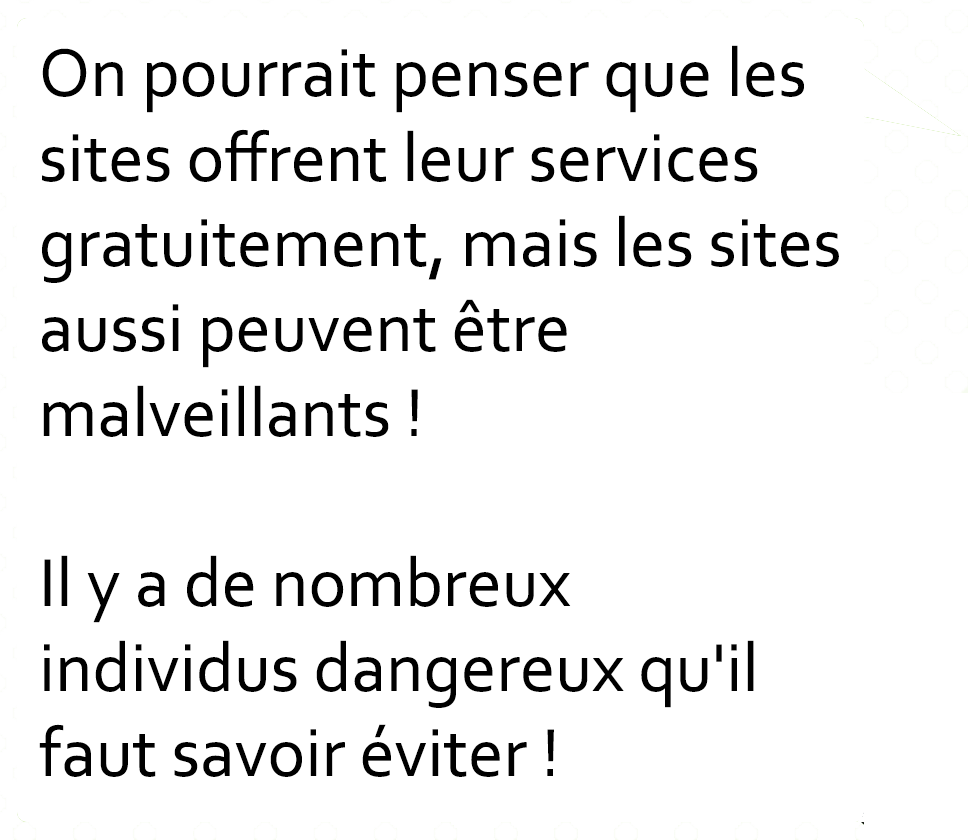 On pourrait penser que les
sites offrent leur services
gratuitement, mais les sites
aussi peuvent être
malveillants !
Il y a de nombreux
individus dangereux qu'il
faut savoir éviter !